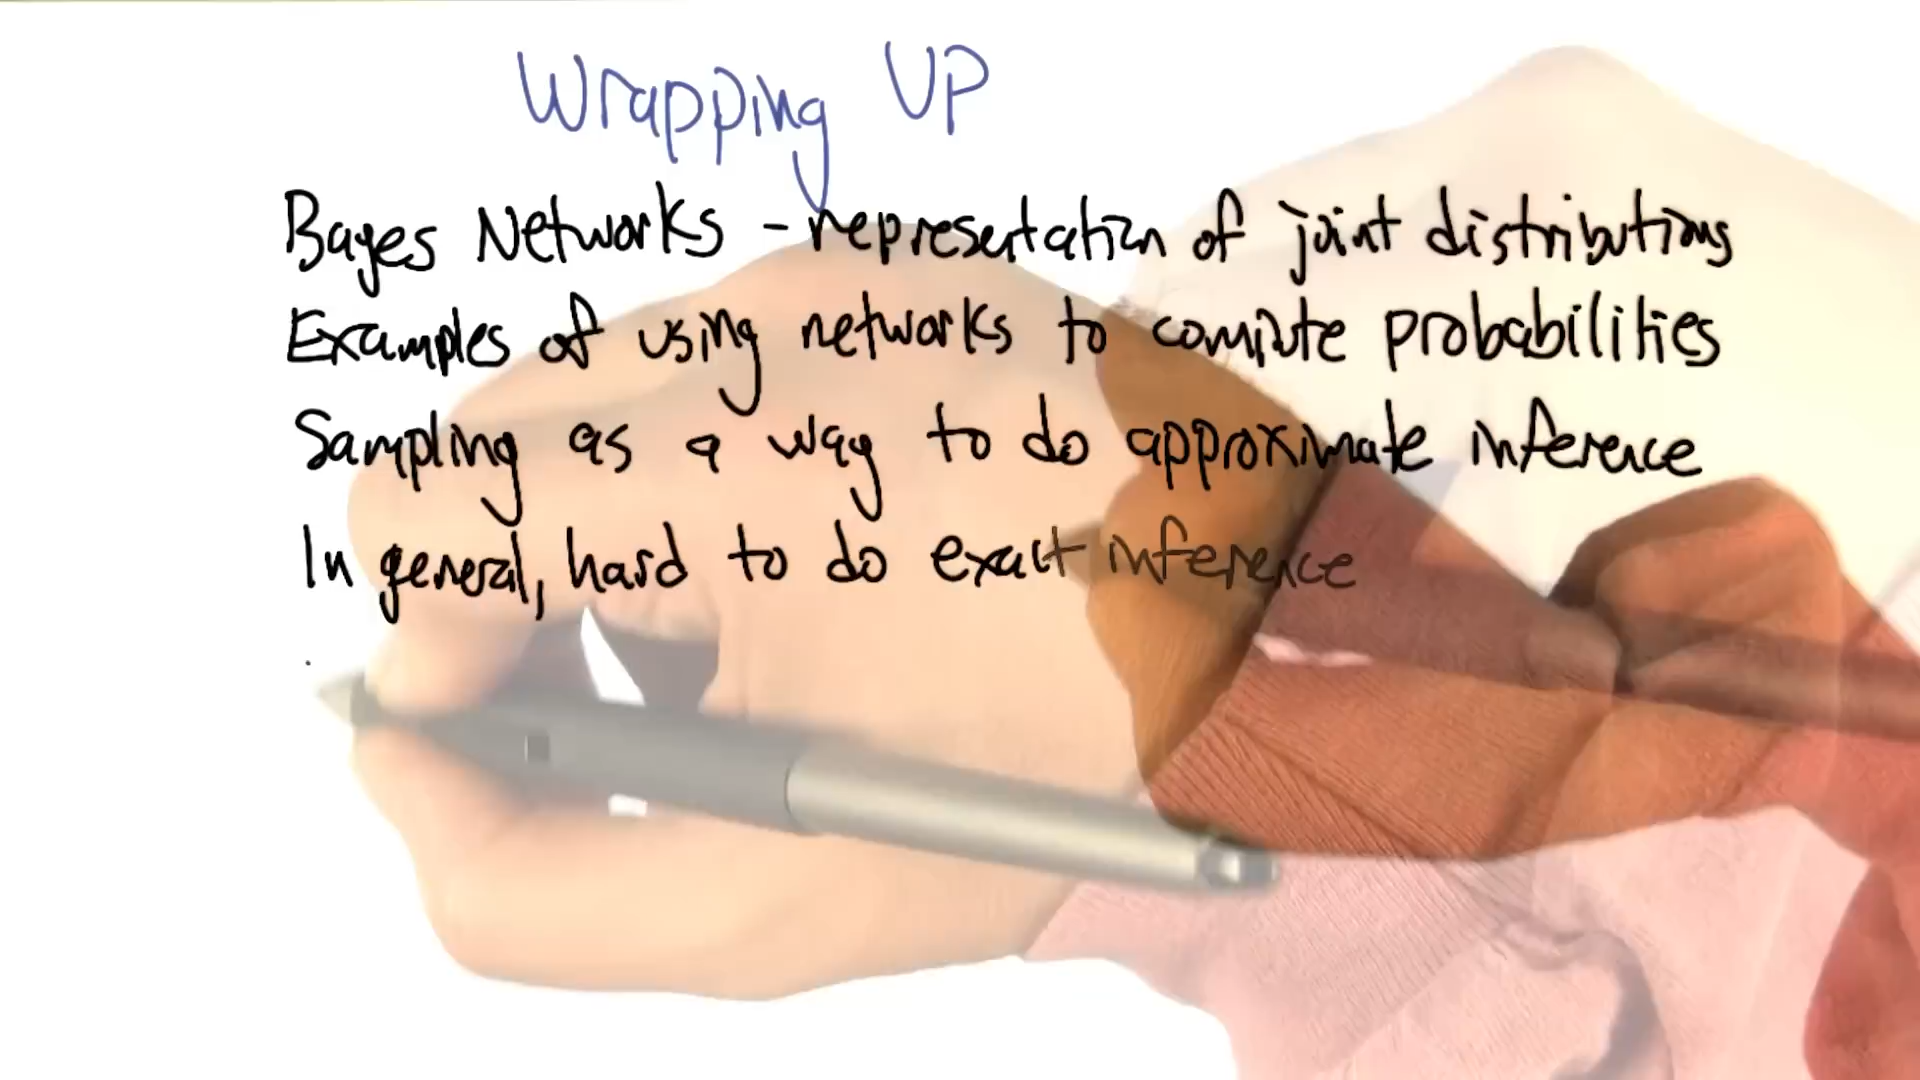 Wrapping UP
Bayes Networks - representation of joint distributions
Examples of using networks to compute probabilities
Sampling as a way to do approximate inference
In general, hard to do exact inference